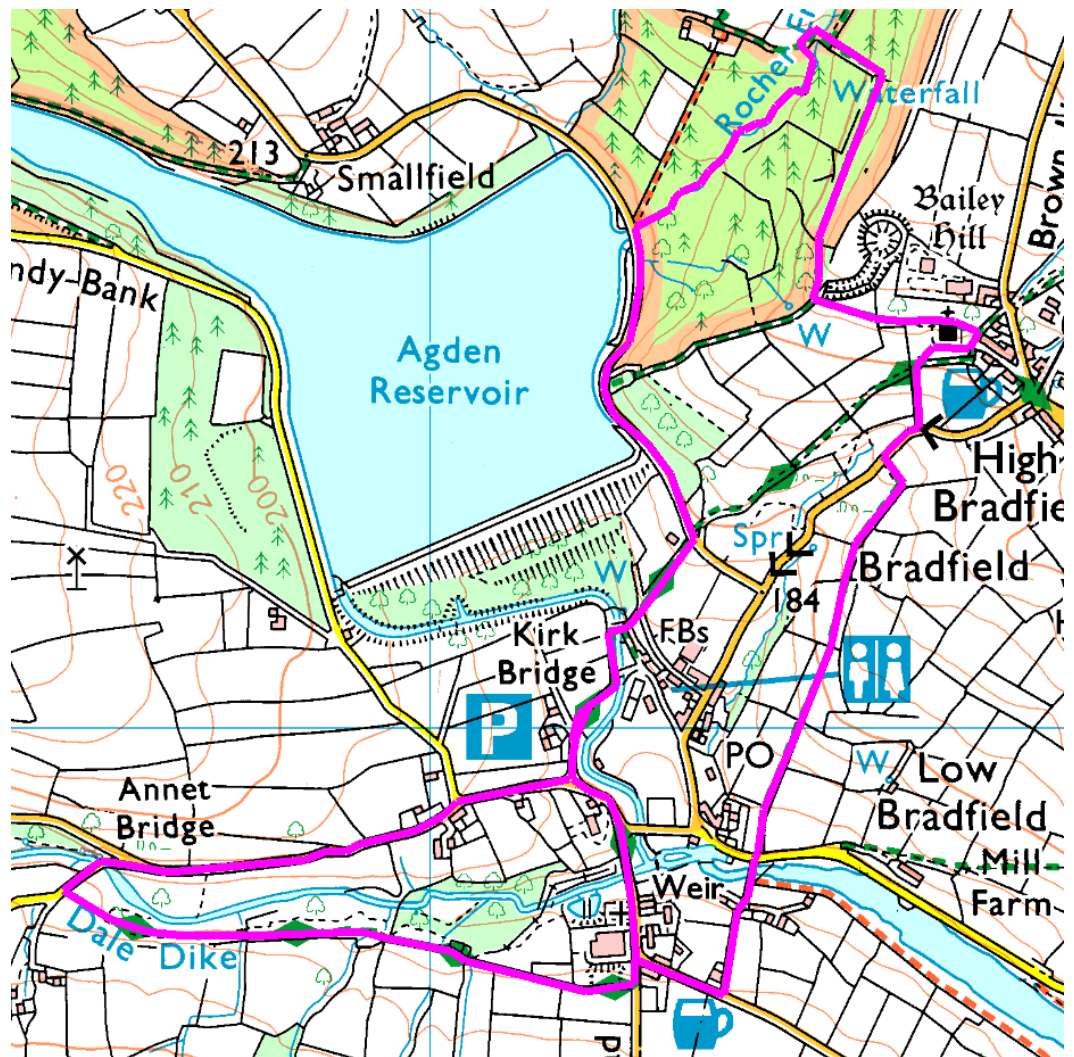 Rocher En
Waterfall
213
Smallfield
Bailey
Hill
Brown
ndy-Bank
Agden
Reservoir
W
High
Bradfie
220
210
200
Spr
Bradfield
184
W
Kirk
Bridge
FBs
P
PO
W
Low
Bradfield
Annet
Bridge
Mill
Farm
Weir
Dale Dike